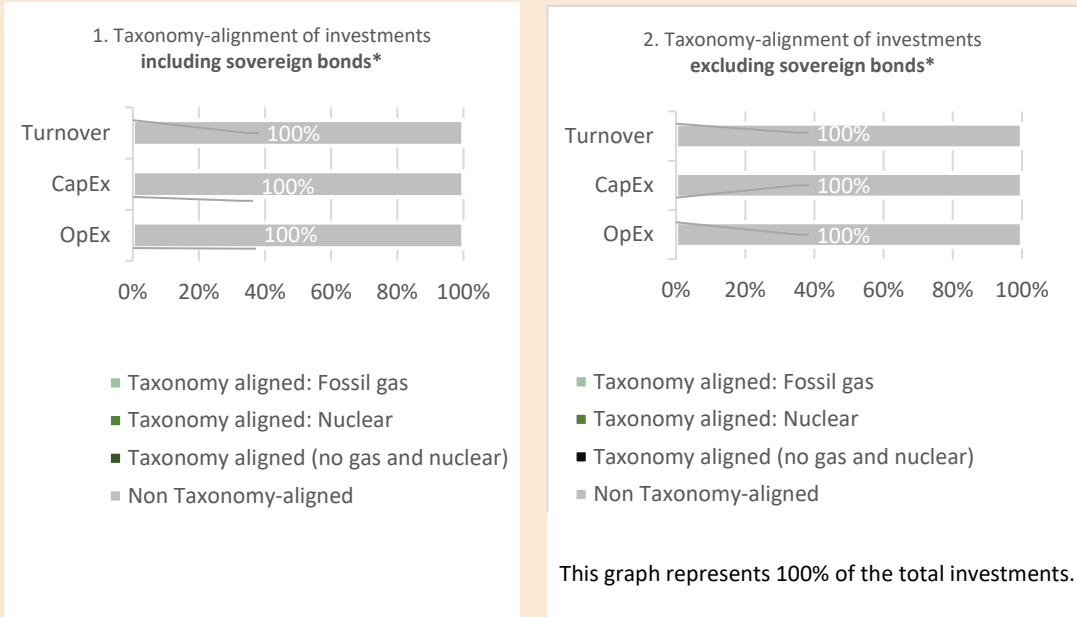 1. Taxonomy-alignment of investments
including sovereign bonds*
Turnover
100%
CapEx
100%
OpEx
100%
0% 20% 40% 60% 80% 100%
Taxonomy aligned: Fossil gas
Taxonomy aligned: Nuclear
Taxonomy aligned (no gas and nuclear)
Non Taxonomy-aligned
2. Taxonomy-alignment of investments
excluding sovereign bonds*
Turnover
100%
CapEx
100%
OpEx
100%
0% 20% 40% 60% 80% 100%
Taxonomy aligned: Fossil gas
Taxonomy aligned: Nuclear
Taxonomy aligned (no gas and nuclear)
Non Taxonomy-aligned
This graph represents 100% of the total investments.